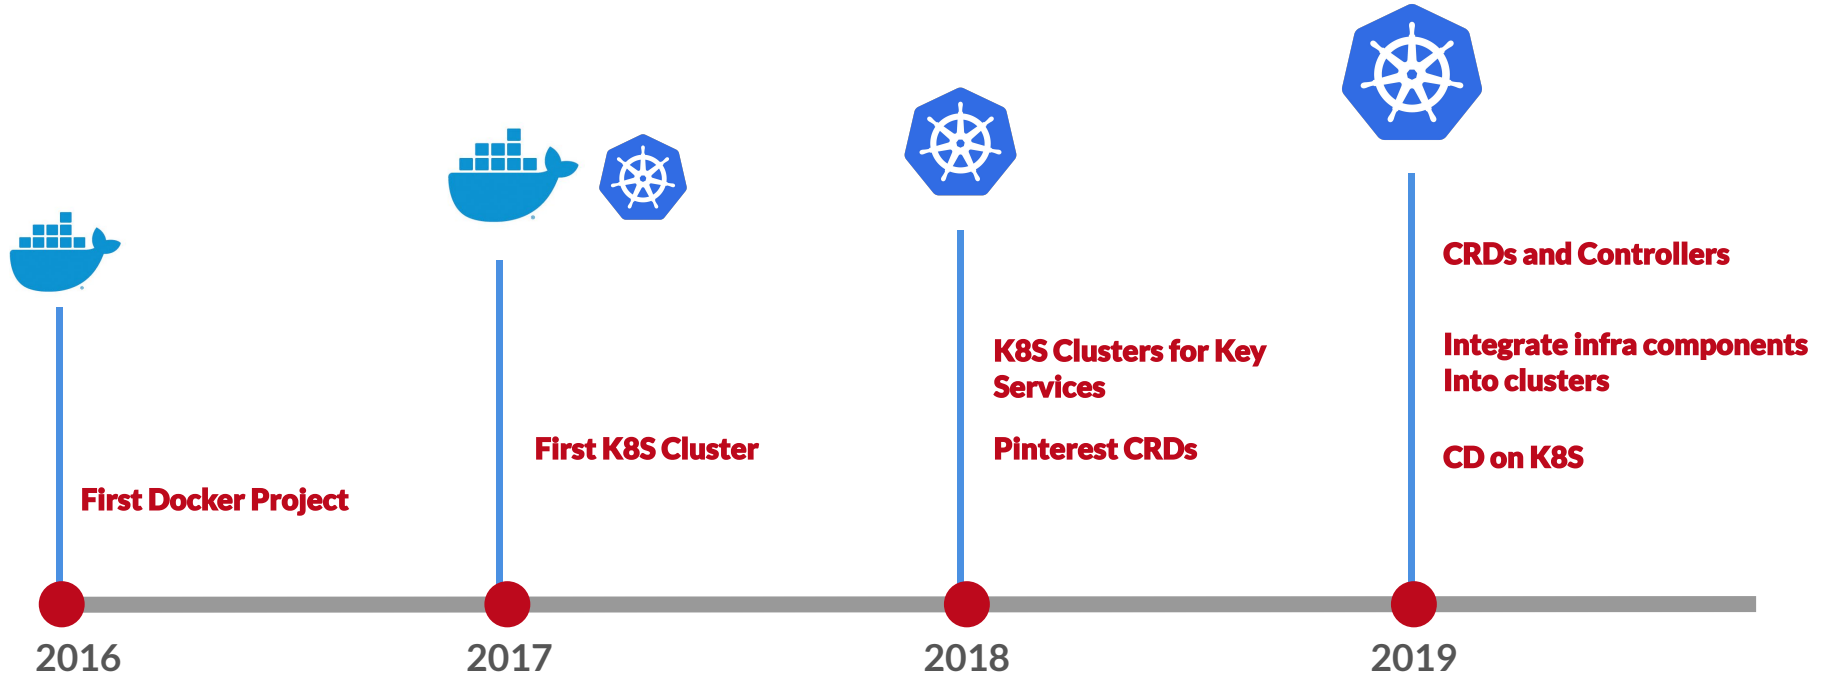 First Docker Project
2016
First K8S Cluster
2017
K8S Clusters for Key
Services
Pinterest CRDs
2018
CRDs and Controllers
Integrate infra components
Into clusters
CD on K8S
2019